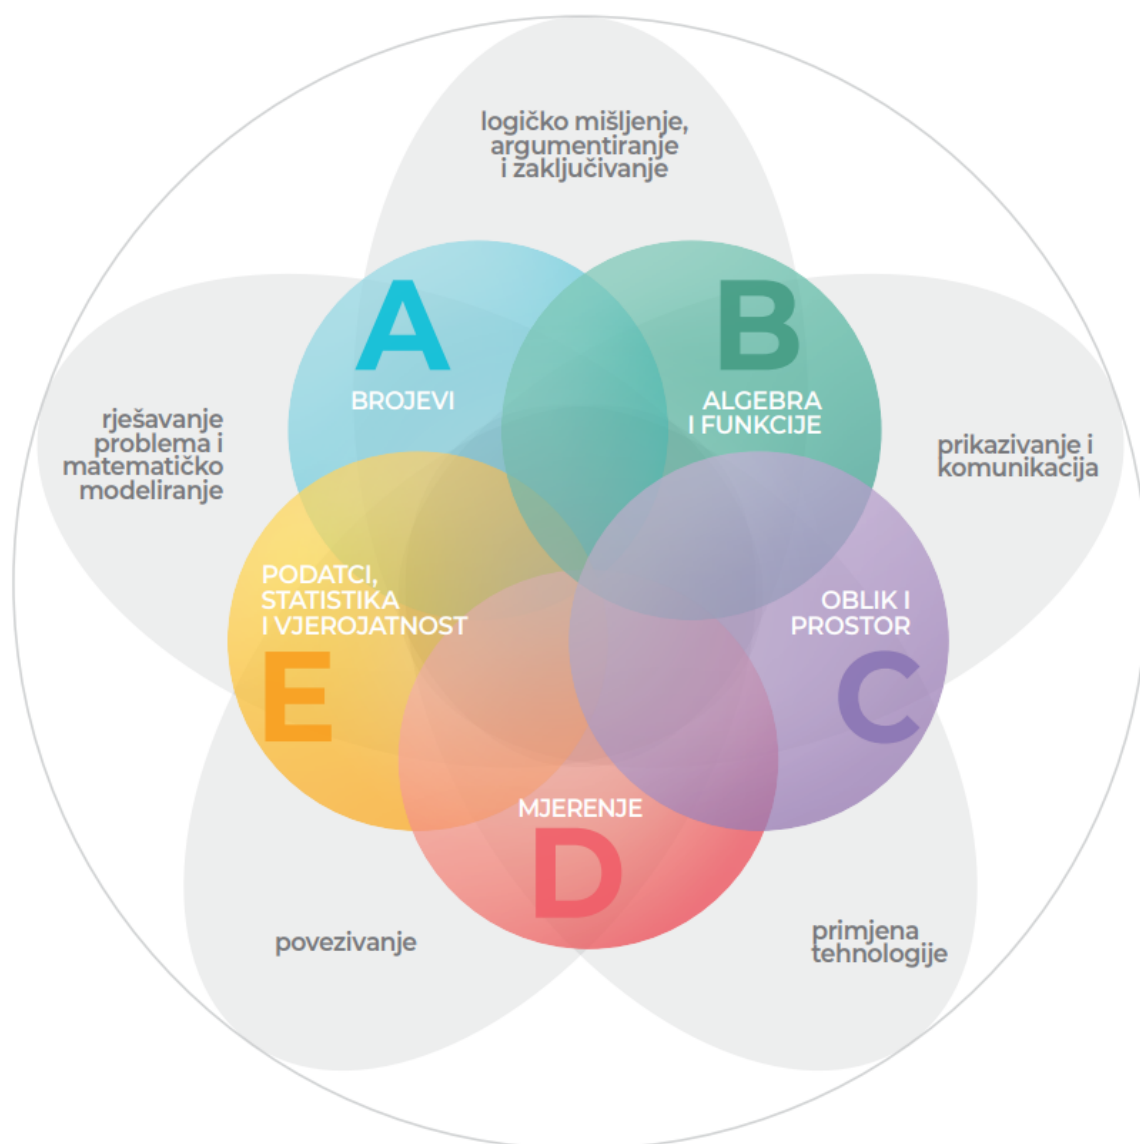 logičko mišljenje,
argumentiranje
i zaključivanje
A
BROJEVI
B
ALGEBRA
I FUNKCIJE
rješavanje
problema i
matematičko
modeliranje
prikazivanje i
komunikacija
PODATCI,
STATISTIKA
I VJEROJATNOST
E
OBLIK I
PROSTOR
C
MJERENJE
D
povezivanje
primjena
tehnologije